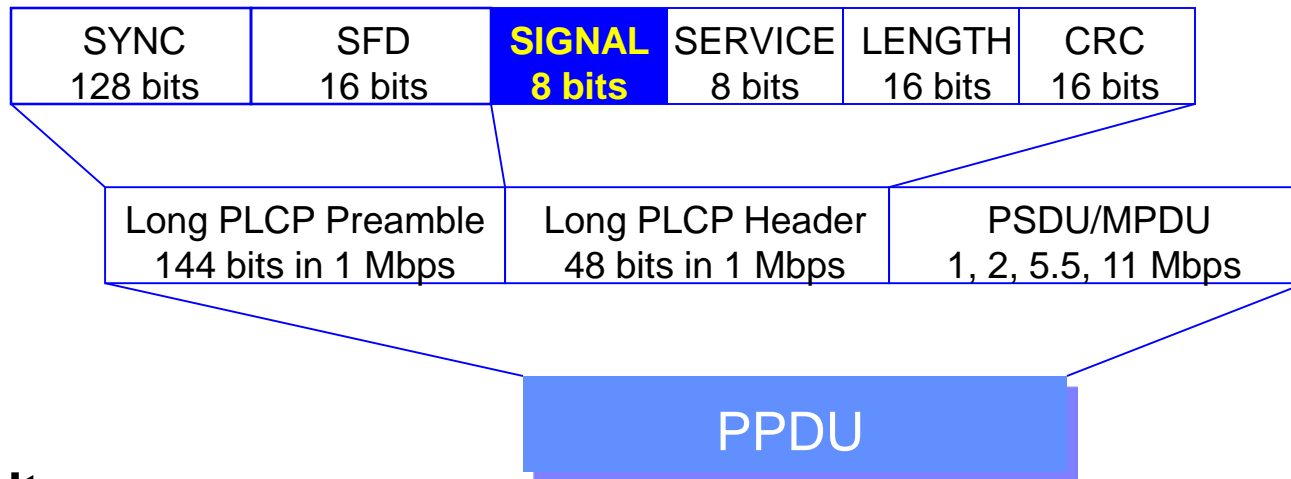 SYNC SFD SIGNAL SERVICE LENGTH CRC
128 bits 16 bits 8 bits 8 bits 16 bits 16 bits
Long PLCP Preamble Long PLCP Header PSDU/MPDU
144 bits in 1 Mbps 48 bits in 1 Mbps 1, 2, 5.5, 11 Mbps
PPDU